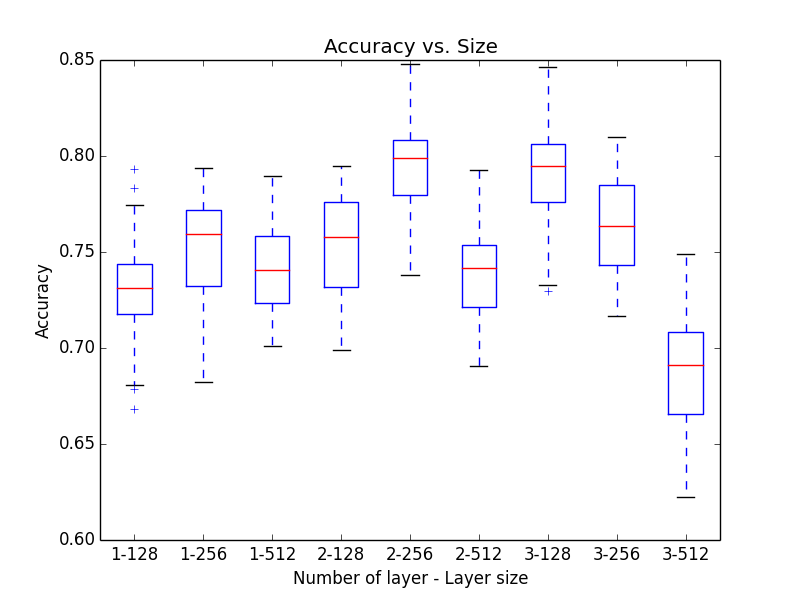 Accuracy vs. Size
0.85
0.80
0.75
0.70
0.65
0.60
Accuracy
1-128 1-256 1-512 2-128 2-256 2-512 3-128 3-256 3-512
Number of layer - Layer size